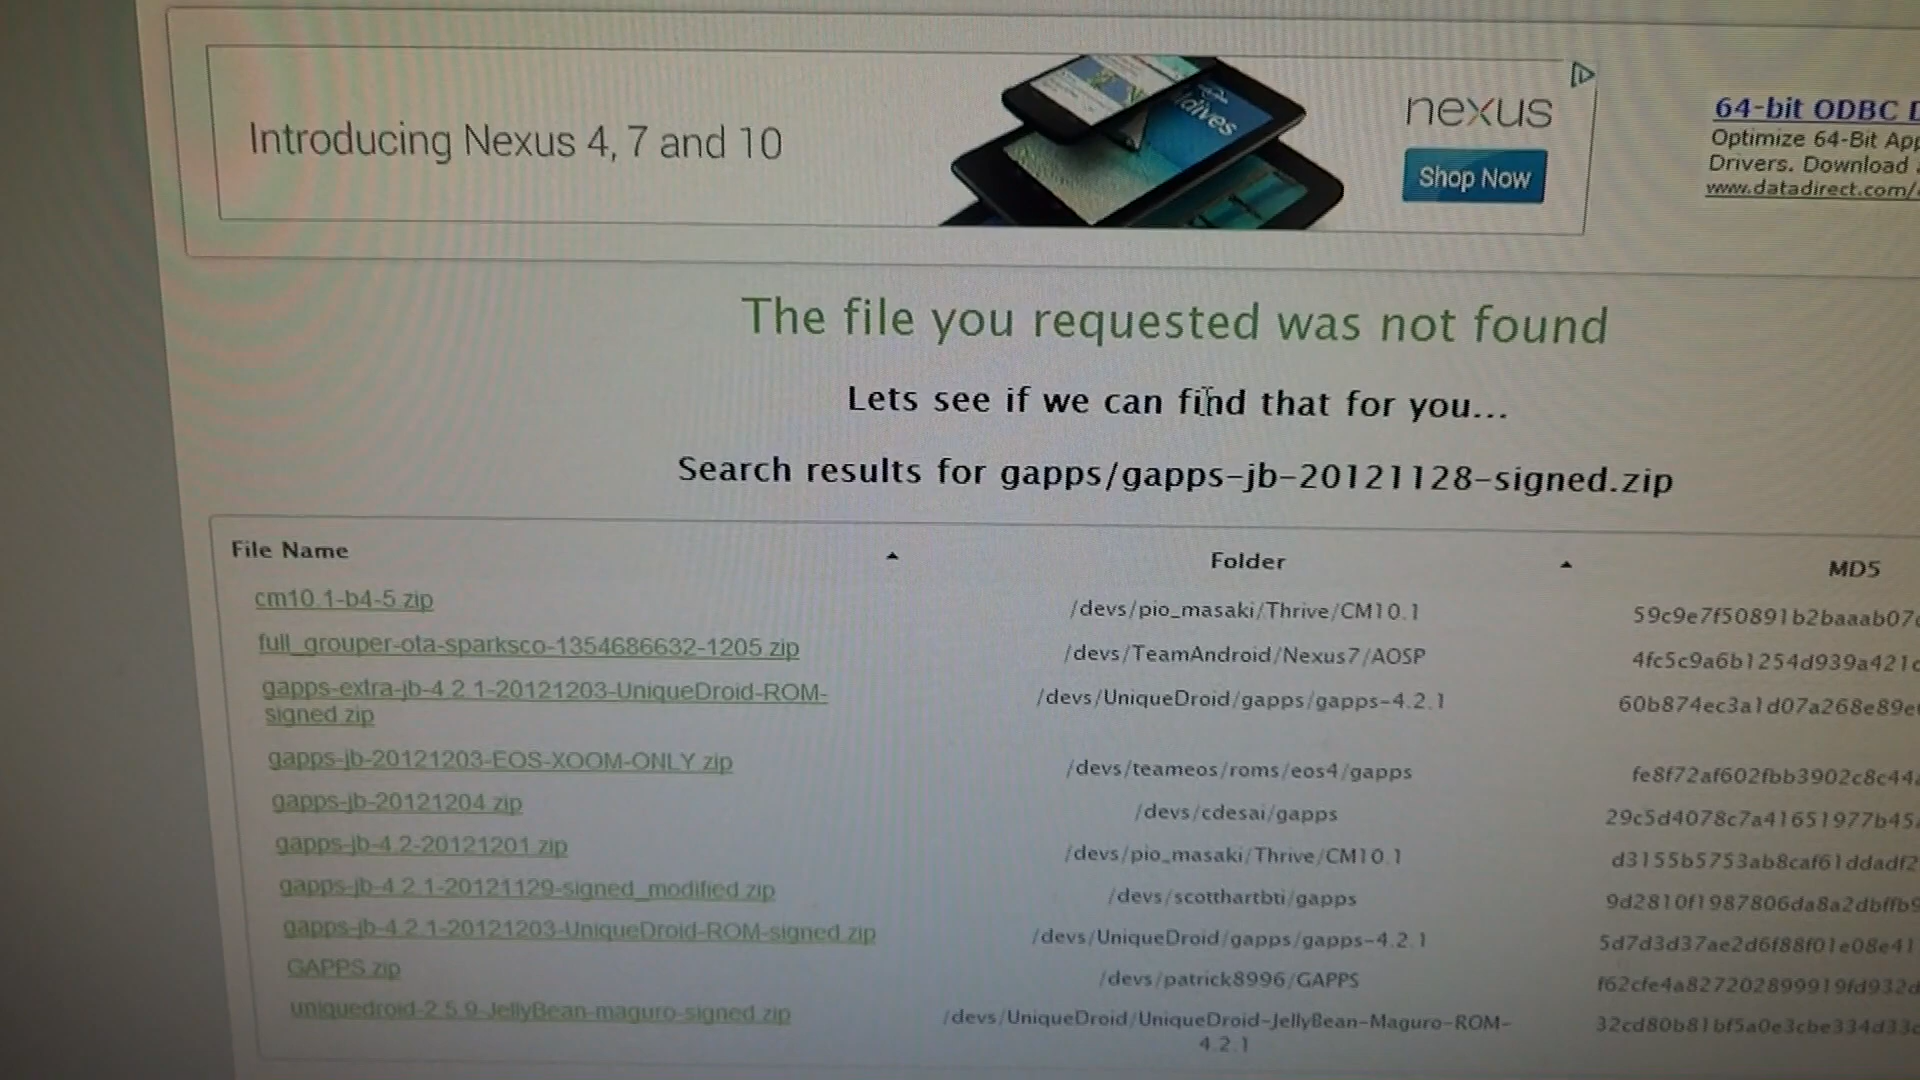 Introducing Nexus 4, 7 and 10
nexus
Shop Now
64-bit ODBC
Optimize 64-Bit
Drivers. Download
www.datadirect.com/
The file you requested was not found
Lets see if we can find that for you...
Search results for gapps/gapps-jb-20121128-signed.zip
File Name Folder MD5
cm10.1-b4-5.zip /devs/pio_masaki/Thrive/CM10.1 59c9e7f50891b2baaab07
full_grouper-ota-sparksco-1354686632-1205.zip /devs/TeamAndroid/Nexus7/AOSP 4fc5c9a6b1254d939a421c
gapps-extra-jb-4.2.1-20121203-UniqueDroid-ROM- /devs/UniqueDroid/gapps/gapps-4.2.1 60b874ec3a1d07a268e89e
signed.zip
gapps-jb-20121203-EOS-XOOM-ONLY.zip /devs/teameos/roms/eos4/gapps fe8f72af602fbb3902c8c44
gapps-jb-20121204.zip /devs/cdesai/gapps 29c5d4078c7a41651977b45
gapps-jb-4.2-20121201.zip /devs/pio_masaki/Thrive/CM10.1 d3155b5753ab8caf61ddadf2
gapps-jb-4.2.1-20121129-signed_modified.zip /devs/scotthartbti/gapps 9d2810f1987806da8a2dbffb9
gapps-jb-4.2.1-20121203-UniqueDroid-ROM-signed.zip /devs/UniqueDroid/gapps/gapps-4.2.1 5d7d3d37ae2d6f88f01e08e41
GAPPS.zip /devs/patrick8996/GAPPS f62cfe4a827202899919fd932d
uniquedroid-2.5.9-JellyBean-maguro-signed.zip /devs/UniqueDroid/UniqueDroid-JellyBean-Maguro-ROM- 32cd80b81bf5a0e3cbe334d33c
4.2.1